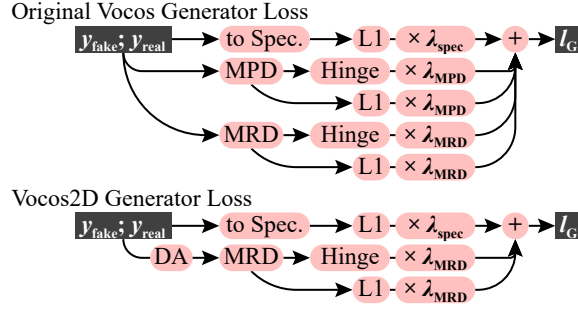 Original Vocos Generator Loss
y_fake; y_real to Spec. L1 × λ_spec + l_G
MPD Hinge × λ_MPD
L1 × λ_MPD
MRD Hinge × λ_MRD
L1 × λ_MRD
Vocos2D Generator Loss
y_fake; y_real to Spec. L1 × λ_spec + l_G
DA MRD Hinge × λ_MRD
L1 × λ_MRD